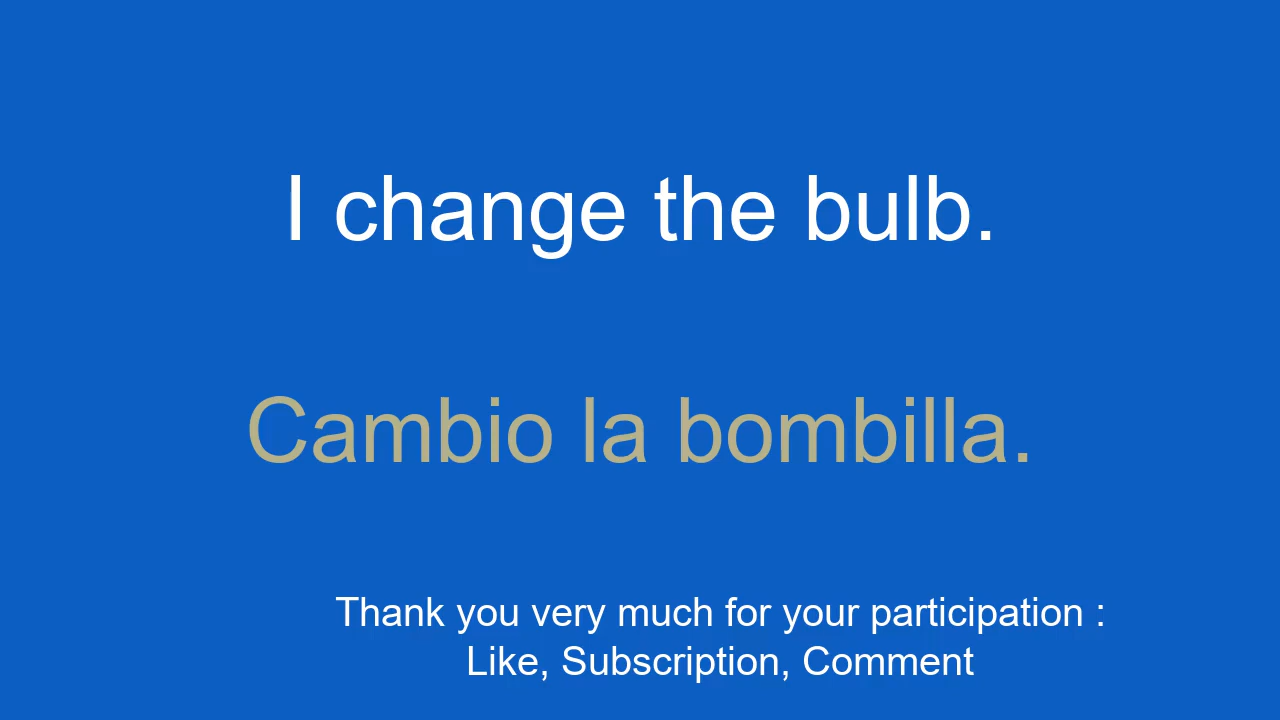 I change the bulb.
Cambio la bombilla.
Thank you very much for your participation :
Like, Subscription, Comment